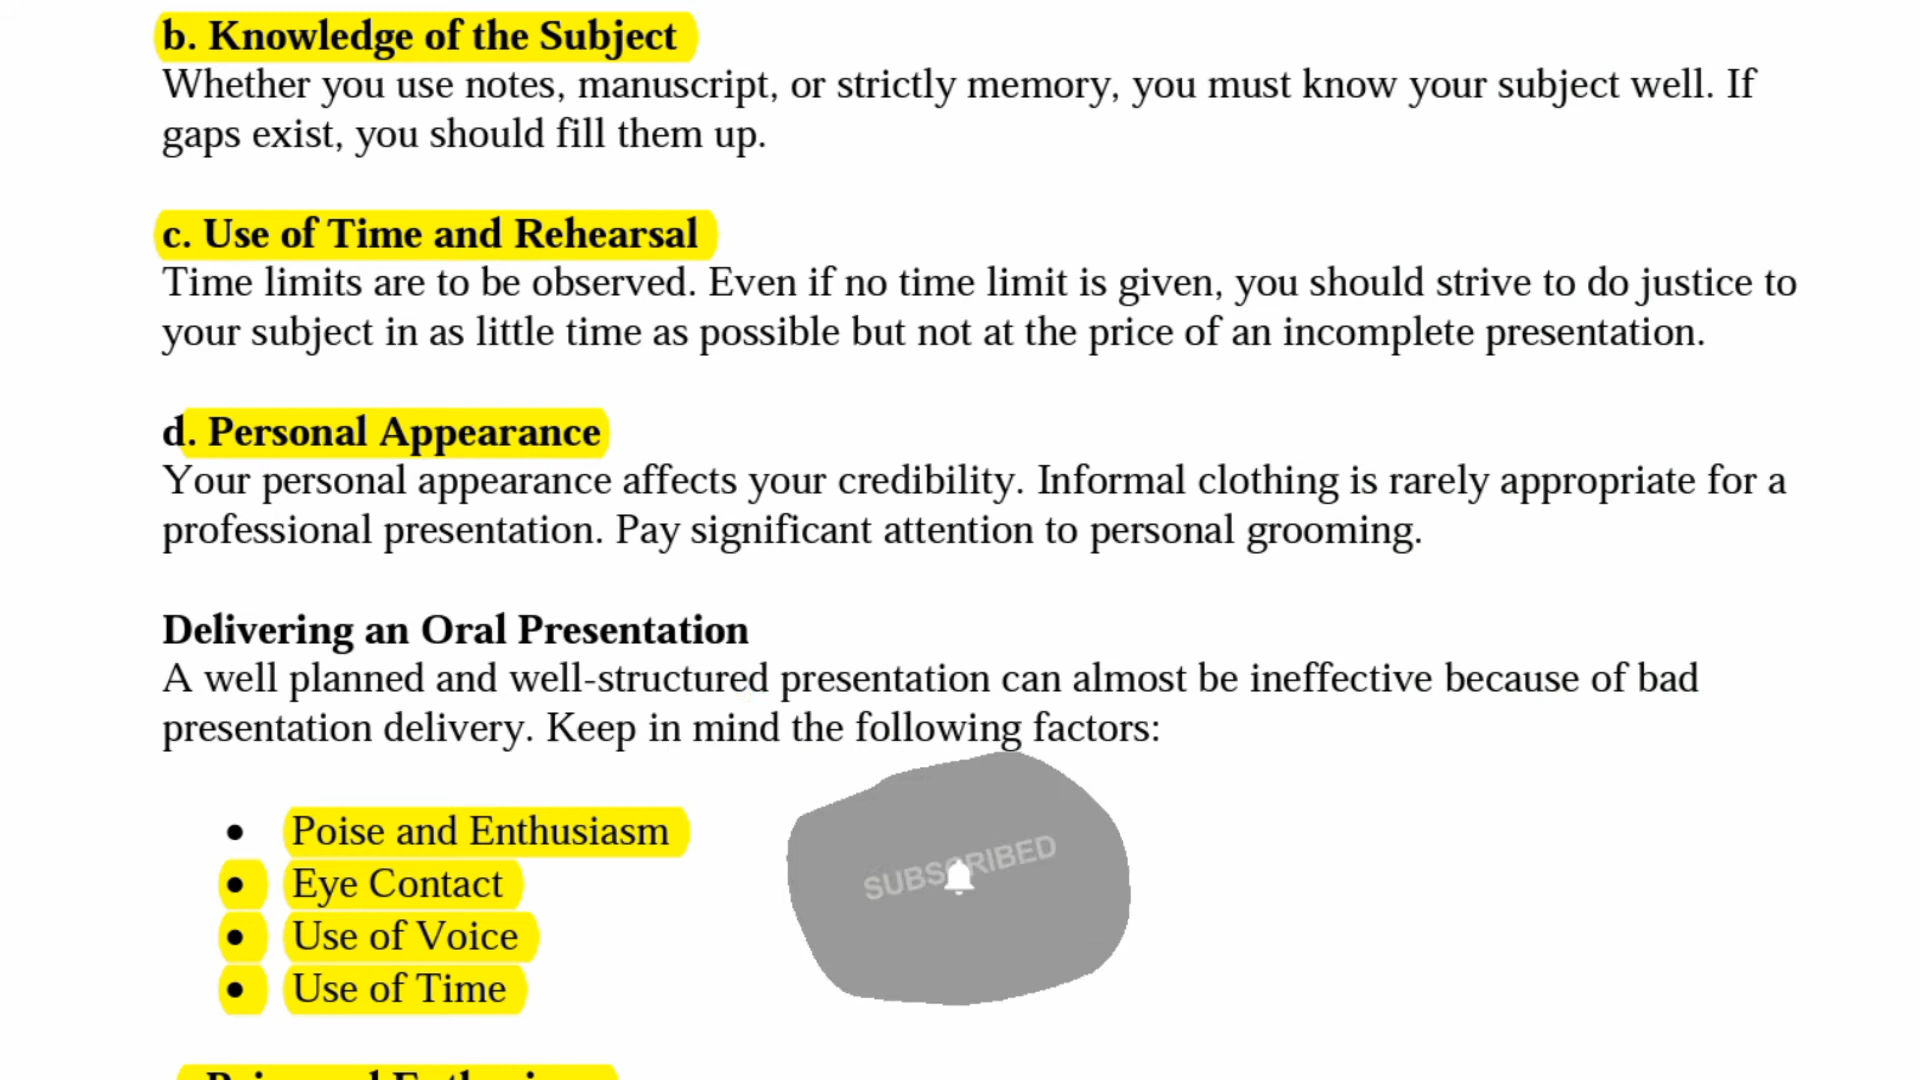 b. Knowledge of the Subject
Whether you use notes, manuscript, or strictly memory, you must know your subject well. If
gaps exist, you should fill them up.
c. Use of Time and Rehearsal
Time limits are to be observed. Even if no time limit is given, you should strive to do justice to
your subject in as little time as possible but not at the price of an incomplete presentation.
d. Personal Appearance
Your personal appearance affects your credibility. Informal clothing is rarely appropriate for a
professional presentation. Pay significant attention to personal grooming.
Delivering an Oral Presentation
A well planned and well-structured presentation can almost be ineffective because of bad
presentation delivery. Keep in mind the following factors:
• Poise and Enthusiasm
• Eye Contact
• Use of Voice
• Use of Time
SUBSCRIBED